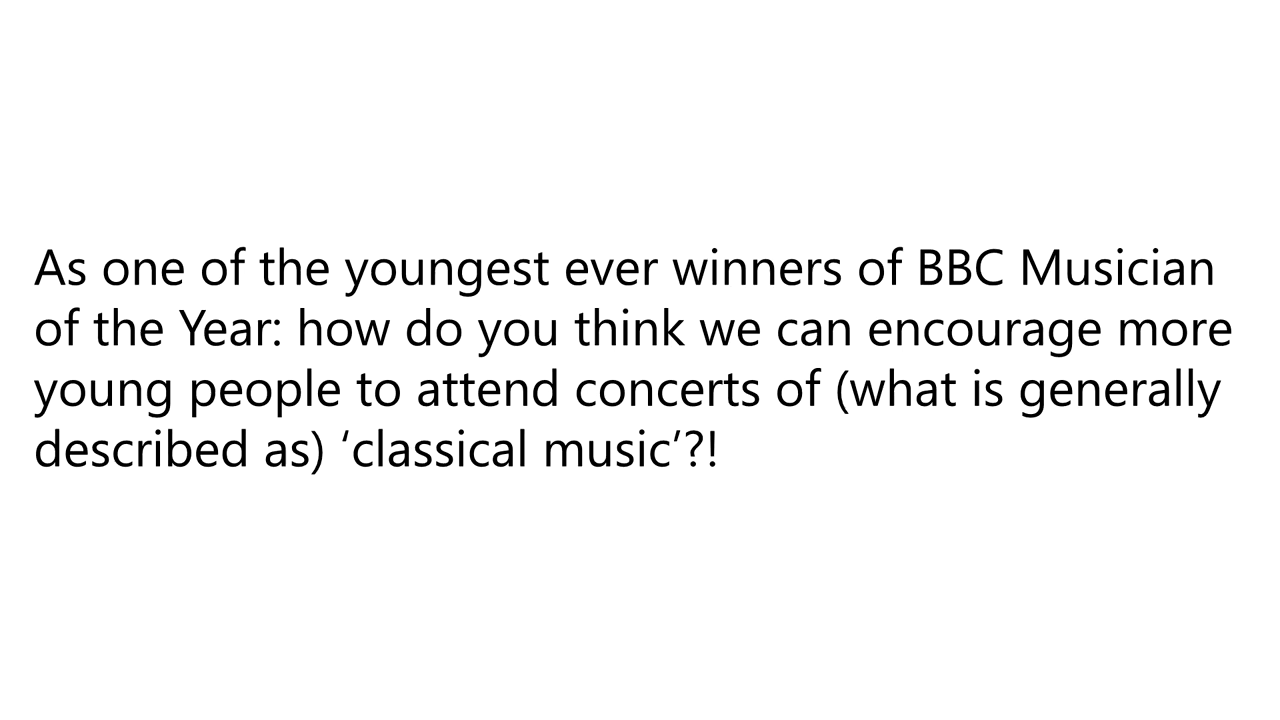 As one of the youngest ever winners of BBC Musician
of the Year: how do you think we can encourage more
young people to attend concerts of (what is generally
described as) ‘classical music’?!